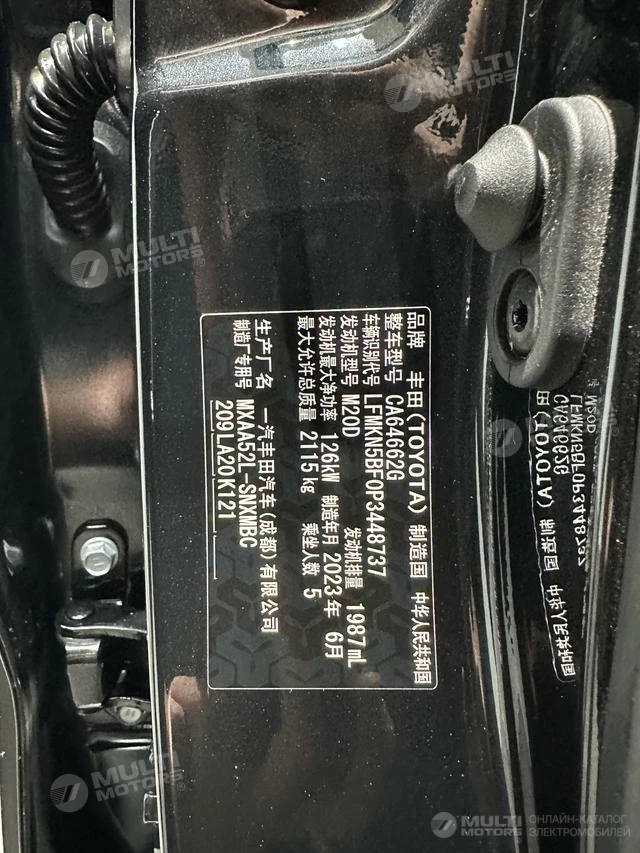 品牌 丰田(TOYOTA) 制造国 中华人民共和国
整车型号 CA64662G
车辆识别代号 LFMKN5BF0P3448737
发动机型号 M20D 发动机排量 1987mL
发动机最大净功率 126kW 制造年月 2023年 6月
最大允许总质量 2115kg 乘坐人数 5
生产厂名 一汽丰田汽车(成都)有限公司
制造厂专用号 MXAA52L-SNXMBC
209LA20K121
MULTI MOTORS
MULTI MOTORS
MULTI MOTORS
MULTI MOTORS
ОНЛАЙН-КАТАЛОГ
ЭЛЕКТРОМОБИЛЕЙ